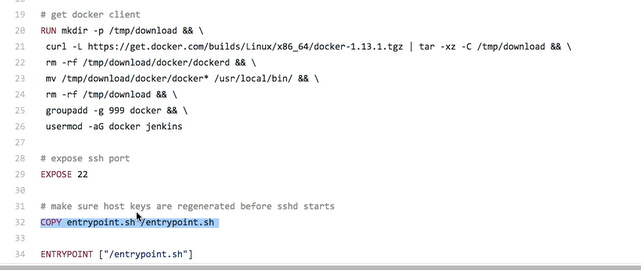 19 # get docker client
20 RUN mkdir -p /tmp/download && \
21 curl -L https://get.docker.com/builds/Linux/x86_64/docker-1.13.1.tgz | tar -xz -C /tmp/download && \
22 rm -rf /tmp/download/docker/dockerd && \
23 mv /tmp/download/docker/docker* /usr/local/bin/ && \
24 rm -rf /tmp/download && \
25 groupadd -g 999 docker && \
26 usermod -aG docker jenkins
27
28 # expose ssh port
29 EXPOSE 22
30
31 # make sure host keys are regenerated before sshd starts
32 COPY entrypoint.sh /entrypoint.sh
33
34 ENTRYPOINT ["/entrypoint.sh"]